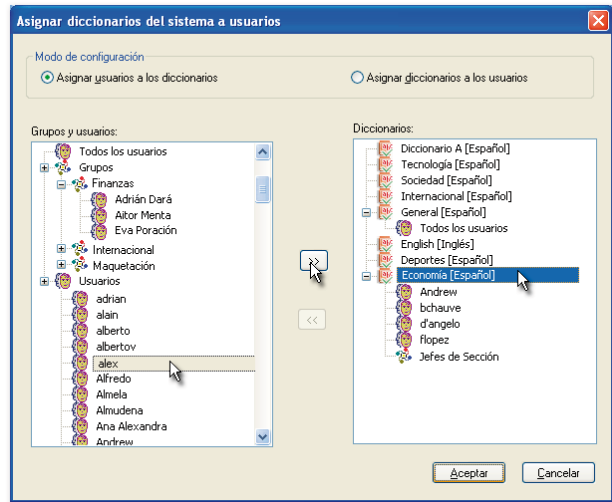 Asignar diccionarios del sistema a usuarios
Modo de configuración
Asignar usuarios a los diccionarios
Asignar diccionarios a los usuarios
Grupos y usuarios:
Todos los usuarios
Grupos
Finanzas
Adrián Dará
Aitor Menta
Eva Poración
Internacional
Maquetación
Usuarios
adrian
alain
alberto
albertov
alex
Alfredo
Almela
Almudena
Ana Alexandra
Andrew
>>
<<
Diccionarios:
Diccionario A [Español]
Tecnología [Español]
Sociedad [Español]
Internacional [Español]
General [Español]
Todos los usuarios
English [Inglés]
Deportes [Español]
Economía [Español]
Andrew
bchauve
d'angelo
flopez
Jefes de Sección
Aceptar
Cancelar